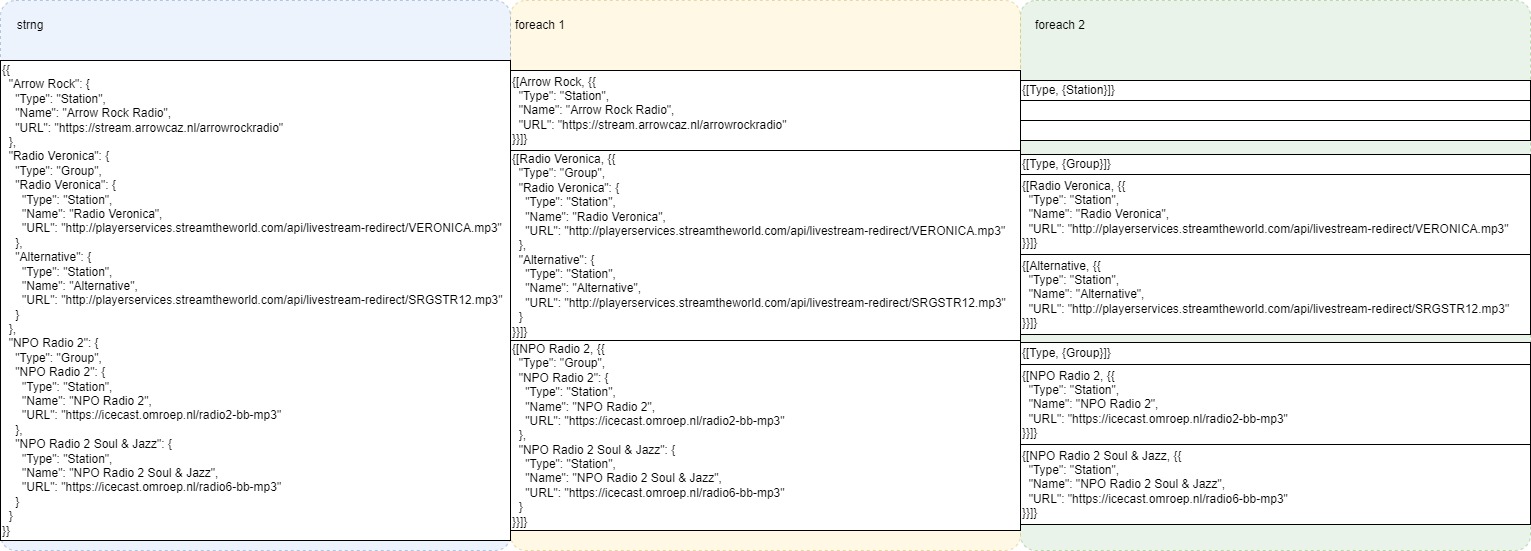 strng
{{
"Arrow Rock": {
"Type": "Station",
"Name": "Arrow Rock Radio",
"URL": "https://stream.arrowcaz.nl/arrowrockradio"
},
"Radio Veronica": {
"Type": "Group",
"Radio Veronica": {
"Type": "Station",
"Name": "Radio Veronica",
"URL": "http://playerservices.streamtheworld.com/api/livestream-redirect/VERONICA.mp3"
},
"Alternative": {
"Type": "Station",
"Name": "Alternative",
"URL": "http://playerservices.streamtheworld.com/api/livestream-redirect/SRGSTR12.mp3"
}
},
"NPO Radio 2": {
"Type": "Group",
"NPO Radio 2": {
"Type": "Station",
"Name": "NPO Radio 2",
"URL": "https://icecast.omroep.nl/radio2-bb-mp3"
},
"NPO Radio 2 Soul & Jazz": {
"Type": "Station",
"Name": "NPO Radio 2 Soul & Jazz",
"URL": "https://icecast.omroep.nl/radio6-bb-mp3"
}
}
}}
foreach 1
{[Arrow Rock, {{
"Type": "Station",
"Name": "Arrow Rock Radio",
"URL": "https://stream.arrowcaz.nl/arrowrockradio"
}}]}
{[Radio Veronica, {{
"Type": "Group",
"Radio Veronica": {
"Type": "Station",
"Name": "Radio Veronica",
"URL": "http://playerservices.streamtheworld.com/api/livestream-redirect/VERONICA.mp3"
},
"Alternative": {
"Type": "Station",
"Name": "Alternative",
"URL": "http://playerservices.streamtheworld.com/api/livestream-redirect/SRGSTR12.mp3"
}
}}]}
{[NPO Radio 2, {{
"Type": "Group",
"NPO Radio 2": {
"Type": "Station",
"Name": "NPO Radio 2",
"URL": "https://icecast.omroep.nl/radio2-bb-mp3"
},
"NPO Radio 2 Soul & Jazz": {
"Type": "Station",
"Name": "NPO Radio 2 Soul & Jazz",
"URL": "https://icecast.omroep.nl/radio6-bb-mp3"
}
}}]}
foreach 2
{[Type, {Station}]}
{[Type, {Group}]}
{[Radio Veronica, {{
"Type": "Station",
"Name": "Radio Veronica",
"URL": "http://playerservices.streamtheworld.com/api/livestream-redirect/VERONICA.mp3"
}}]}
{[Alternative, {{
"Type": "Station",
"Name": "Alternative",
"URL": "http://playerservices.streamtheworld.com/api/livestream-redirect/SRGSTR12.mp3"
}}]}
{[Type, {Group}]}
{[NPO Radio 2, {{
"Type": "Station",
"Name": "NPO Radio 2",
"URL": "https://icecast.omroep.nl/radio2-bb-mp3"
}}]}
{[NPO Radio 2 Soul & Jazz, {{
"Type": "Station",
"Name": "NPO Radio 2 Soul & Jazz",
"URL": "https://icecast.omroep.nl/radio6-bb-mp3"
}}]}